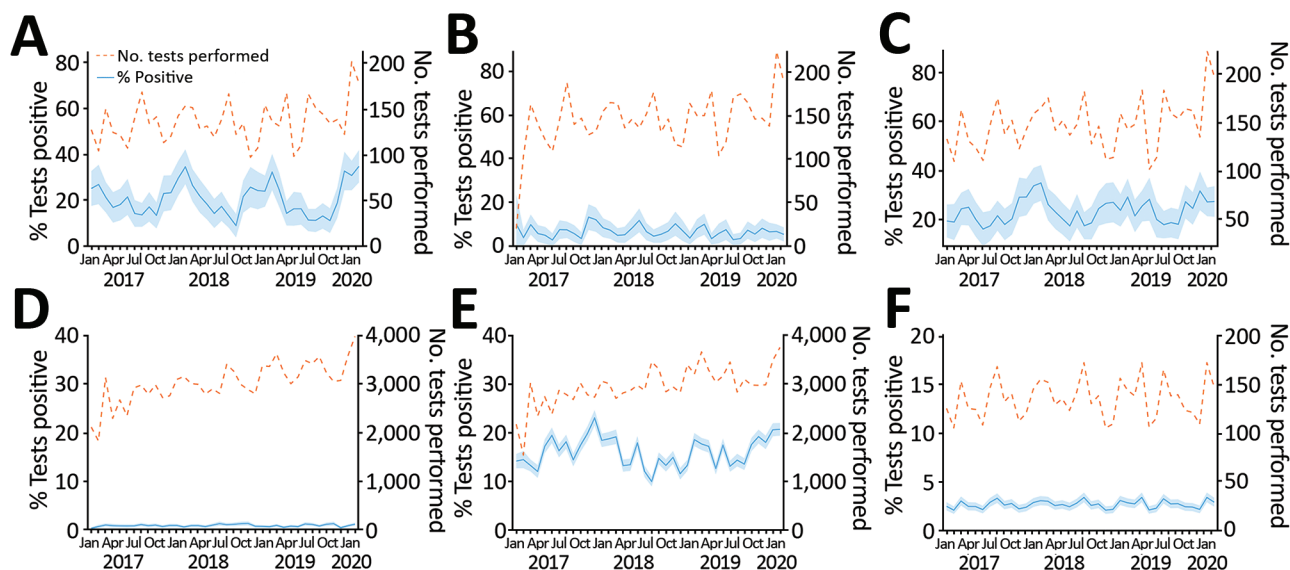 A
No. tests performed
% Positive
% Tests positive
80
60
40
20
0
200
150
100
50
0
No. tests performed
Jan Apr Jul Oct Jan Apr Jul Oct Jan Apr Jul Oct Jan
2017 2018 2019 2020
B
% Tests positive
80
60
40
20
0
200
150
100
50
0
No. tests performed
Jan Apr Jul Oct Jan Apr Jul Oct Jan Apr Jul Oct Jan
2017 2018 2019 2020
C
% Tests positive
80
60
40
20
200
150
100
50
No. tests performed
Jan Apr Jul Oct Jan Apr Jul Oct Jan Apr Jul Oct Jan
2017 2018 2019 2020
D
% Tests positive
40
30
20
10
0
4,000
3,000
2,000
1,000
0
No. tests performed
Jan Apr Jul Oct Jan Apr Jul Oct Jan Apr Jul Oct Jan
2017 2018 2019 2020
E
% Tests positive
40
30
20
10
0
4,000
3,000
2,000
1,000
0
No. tests performed
Jan Apr Jul Oct Jan Apr Jul Oct Jan Apr Jul Oct Jan
2017 2018 2019 2020
F
% Tests positive
20
15
10
5
0
200
150
100
50
0
No. tests performed
Jan Apr Jul Oct Jan Apr Jul Oct Jan Apr Jul Oct Jan
2017 2018 2019 2020